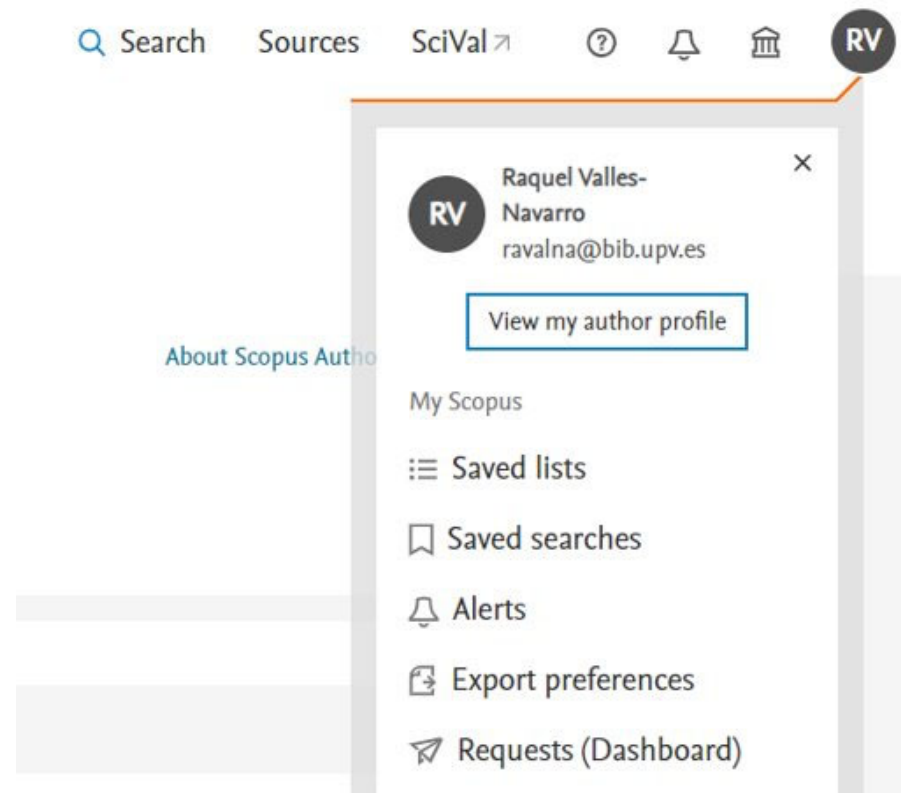 Search Sources SciVal RV
Raquel Valles-
RV Navarro
ravalna@bib.upv.es
View my author profile
About Scopus Autho
My Scopus
Saved lists
Saved searches
Alerts
Export preferences
Requests (Dashboard)